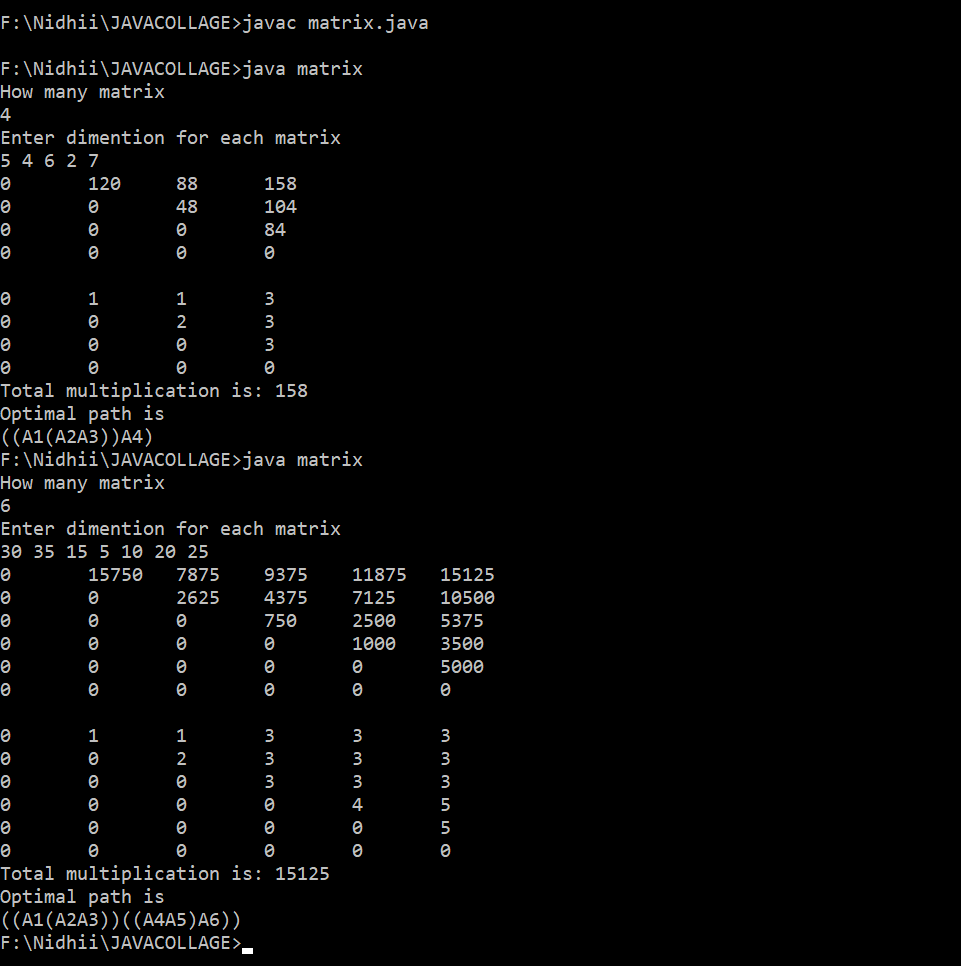 F:\Nidhii\JAVACOLLAGE>javac matrix.java
F:\Nidhii\JAVACOLLAGE>java matrix
How many matrix
4
Enter dimention for each matrix
5 4 6 2 7
0 120 88 158
0 0 48 104
0 0 0 84
0 0 0 0
0 1 1 3
0 0 2 3
0 0 0 3
0 0 0 0
Total multiplication is: 158
Optimal path is
((A1(A2A3))A4)
F:\Nidhii\JAVACOLLAGE>java matrix
How many matrix
6
Enter dimention for each matrix
30 35 15 5 10 20 25
0 15750 7875 9375 11875 15125
0 0 2625 4375 7125 10500
0 0 0 750 2500 5375
0 0 0 0 1000 3500
0 0 0 0 0 5000
0 0 0 0 0 0
0 1 1 3 3 3
0 0 2 3 3 3
0 0 0 3 3 3
0 0 0 0 4 5
0 0 0 0 0 5
0 0 0 0 0 0
Total multiplication is: 15125
Optimal path is
((A1(A2A3))((A4A5)A6))
F:\Nidhii\JAVACOLLAGE>